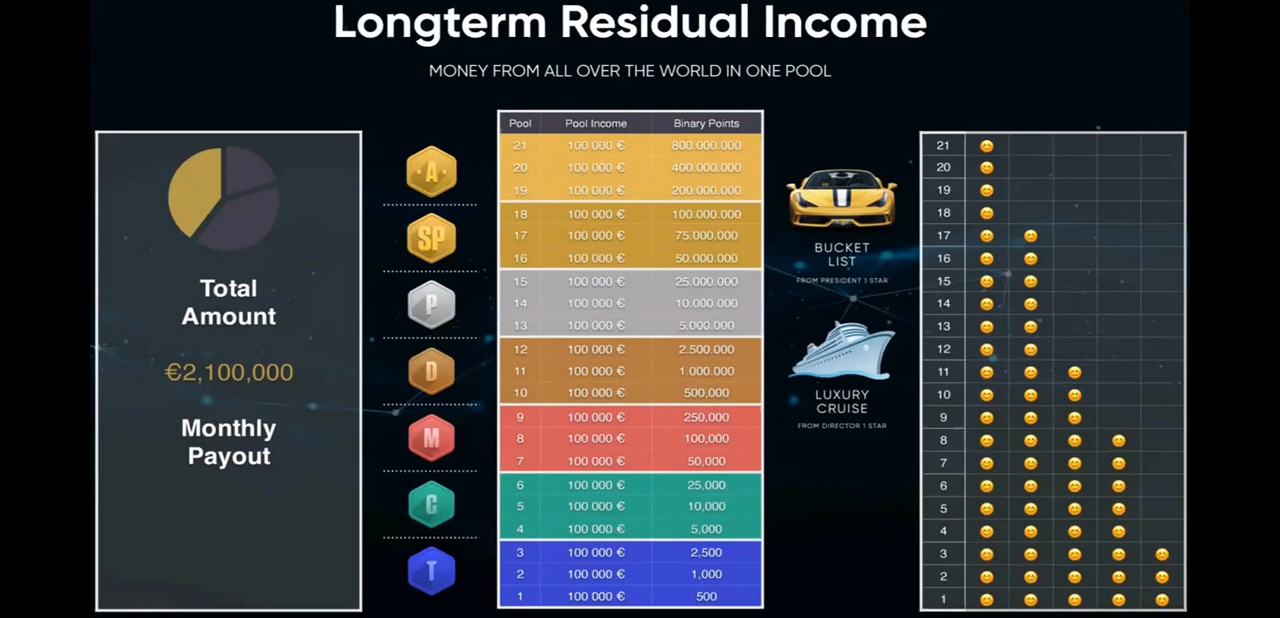 Longterm Residual Income
MONEY FROM ALL OVER THE WORLD IN ONE POOL
Total
Amount
€2,100,000
Monthly
Payout
A
SP
P
D
M
C
T
Pool Pool Income Binary Points
21 100 000 € 800.000.000
20 100 000 € 400.000.000
19 100 000 € 200.000.000
18 100 000 € 100.000.000
17 100 000 € 75.000.000
16 100 000 € 50.000.000
15 100 000 € 25.000.000
14 100 000 € 10.000.000
13 100 000 € 5.000.000
12 100 000 € 2.500.000
11 100 000 € 1.000.000
10 100 000 € 500,000
9 100 000 € 250,000
8 100 000 € 100,000
7 100 000 € 50,000
6 100 000 € 25,000
5 100 000 € 10,000
4 100 000 € 5,000
3 100 000 € 2,500
2 100 000 € 1,000
1 100 000 € 500
BUCKET
LIST
FROM PRESIDENT 1 STAR
LUXURY
CRUISE
FROM DIRECTOR 1 STAR
21
20
19
18
17
16
15
14
13
12
11
10
9
8
7
6
5
4
3
2
1